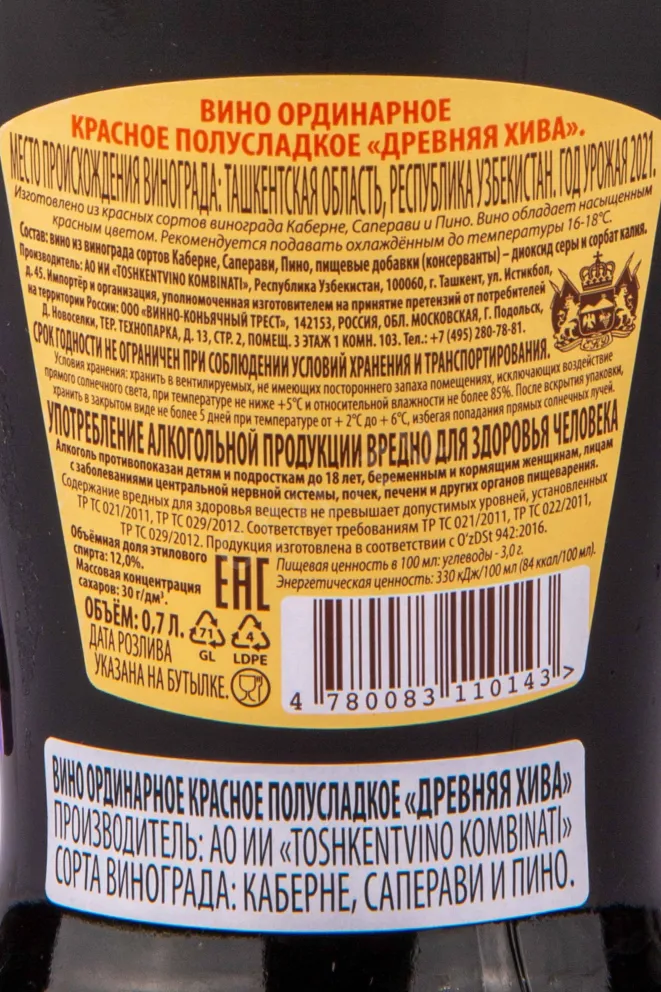 ВИНО ОРДИНАРНОЕ
КРАСНОЕ ПОЛУСЛАДКОЕ «ДРЕВНЯЯ ХИВА».
МЕСТО ПРОИСХОЖДЕНИЯ ВИНОГРАДА: ТАШКЕНТСКАЯ ОБЛАСТЬ, РЕСПУБЛИКА УЗБЕКИСТАН. ГОД УРОЖАЯ 2021.
Изготовлено из красных сортов винограда Каберне, Саперави и Пино. Вино обладает насыщенным
красным цветом. Рекомендуется подавать охлаждённым до температуры 16-18°С.
Состав: вино из винограда сортов Каберне, Саперави, Пино, пищевые добавки (консерванты) – диоксид серы и сорбат калия.
Производитель: АО ИИ «TOSHKENTVINO KOMBINATI», Республика Узбекистан, 100060, г. Ташкент, ул. Истикбол,
д. 45. Импортёр и организация, уполномоченная изготовителем на принятие претензий от потребителей
на территории России: ООО «ВИННО-КОНЬЯЧНЫЙ ТРЕСТ», 142153, РОССИЯ, ОБЛ. МОСКОВСКАЯ, Г. Подольск,
Д. Новоселки, ТЕР. ТЕХНОПАРКА, Д. 13, СТР. 2, ПОМЕЩ. 3 ЭТАЖ 1 КОМН. 103. Тел.: +7 (495) 280-78-81.
СРОК ГОДНОСТИ НЕ ОГРАНИЧЕН ПРИ СОБЛЮДЕНИИ УСЛОВИЙ ХРАНЕНИЯ И ТРАНСПОРТИРОВАНИЯ.
Условия хранения: хранить в вентилируемых, не имеющих постороннего запаха помещениях, исключающих воздействие
прямого солнечного света, при температуре не ниже +5°С и относительной влажности не более 85%. После вскрытия упаковки,
хранить в закрытом виде не более 5 дней при температуре от + 2°С до + 6°С, избегая попадания прямых солнечных лучей.
УПОТРЕБЛЕНИЕ АЛКОГОЛЬНОЙ ПРОДУКЦИИ ВРЕДНО ДЛЯ ЗДОРОВЬЯ ЧЕЛОВЕКА
Алкоголь противопоказан детям и подросткам до 18 лет, беременным и кормящим женщинам, лицам
с заболеваниями центральной нервной системы, почек, печени и других органов пищеварения.
Содержание вредных для здоровья веществ не превышает допустимых уровней, установленных
ТР ТС 021/2011, ТР ТС 029/2012. Соответствует требованиям ТР ТС 021/2011, ТР ТС 022/2011,
ТР ТС 029/2012. Продукция изготовлена в соответствии с O'zDSt 942:2016.
Объёмная доля этилового
спирта: 12,0%.
Массовая концентрация
сахаров: 30 г/дм³.
ОБЪЁМ: 0,7 Л.
ДАТА РОЗЛИВА
УКАЗАНА НА БУТЫЛКЕ.
ЕАС
71
GL
4
LDPE
Пищевая ценность в 100 мл: углеводы - 3,0 г.
Энергетическая ценность: 330 кДж/100 мл (84 ккал/100 мл).
4 780083 110143 >
ВИНО ОРДИНАРНОЕ КРАСНОЕ ПОЛУСЛАДКОЕ «ДРЕВНЯЯ ХИВА»
ПРОИЗВОДИТЕЛЬ: АО ИИ «TOSHKENTVINO KOMBINATI»
СОРТА ВИНОГРАДА: КАБЕРНЕ, САПЕРАВИ И ПИНО.